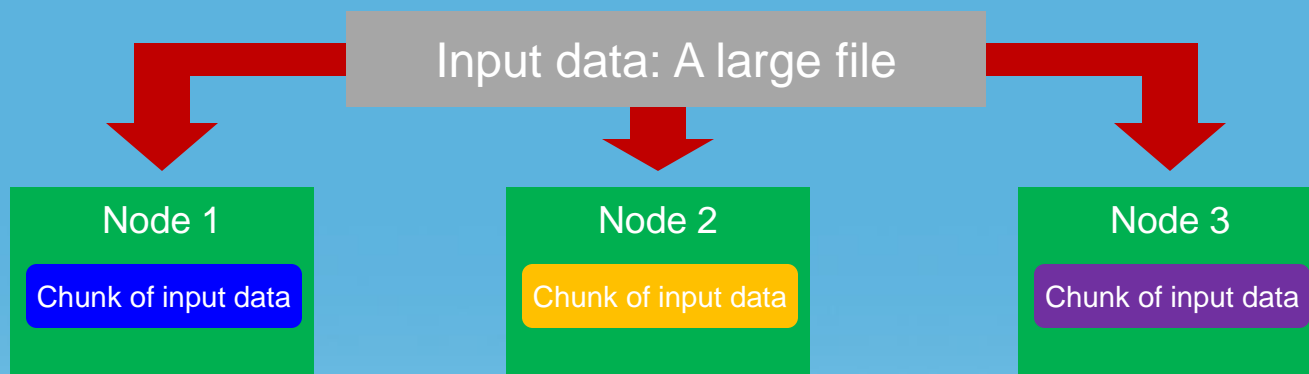 Input data: A large file
Node 1
Node 2
Node 3
Chunk of input data
Chunk of input data
Chunk of input data